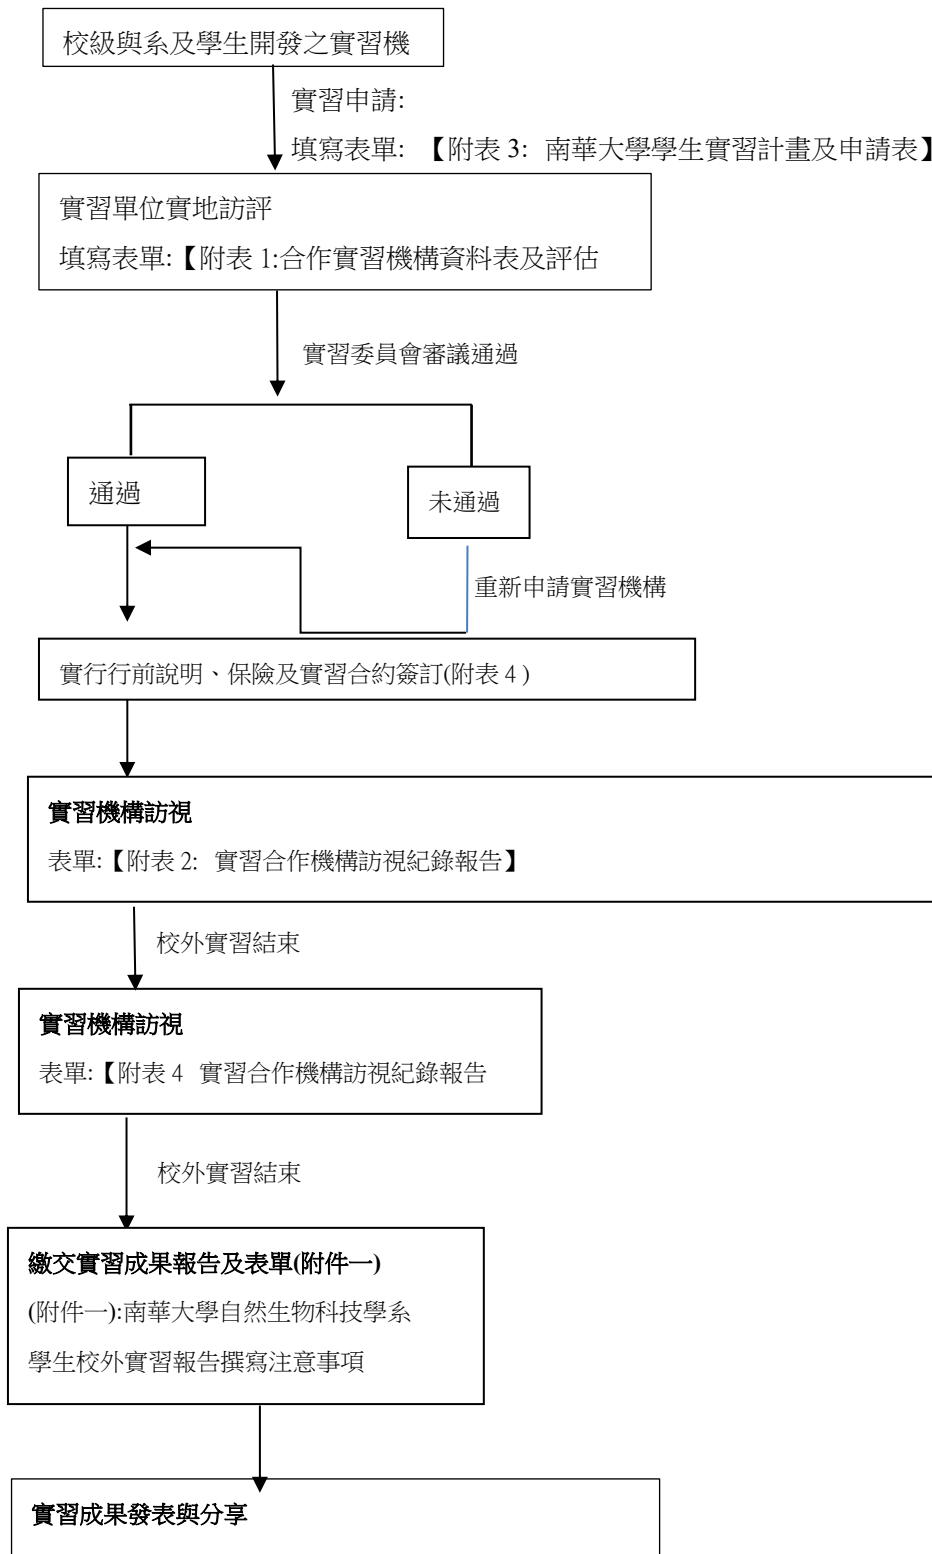 校級與系及學生開發之實習機
實習申請:
填寫表單: 【附表 3: 南華大學學生實習計畫及申請表】
實習單位實地訪評
填寫表單:【附表 1:合作實習機構資料表及評估
實習委員會審議通過
通過
未通過
重新申請實習機構
實行行前說明、保險及實習合約簽訂(附表 4 )
實習機構訪視
表單:【附表 2: 實習合作機構訪視紀錄報告】
校外實習結束
實習機構訪視
表單:【附表 4 實習合作機構訪視紀錄報告
校外實習結束
繳交實習成果報告及表單(附件一)
(附件一):南華大學自然生物科技學系
學生校外實習報告撰寫注意事項
實習成果發表與分享